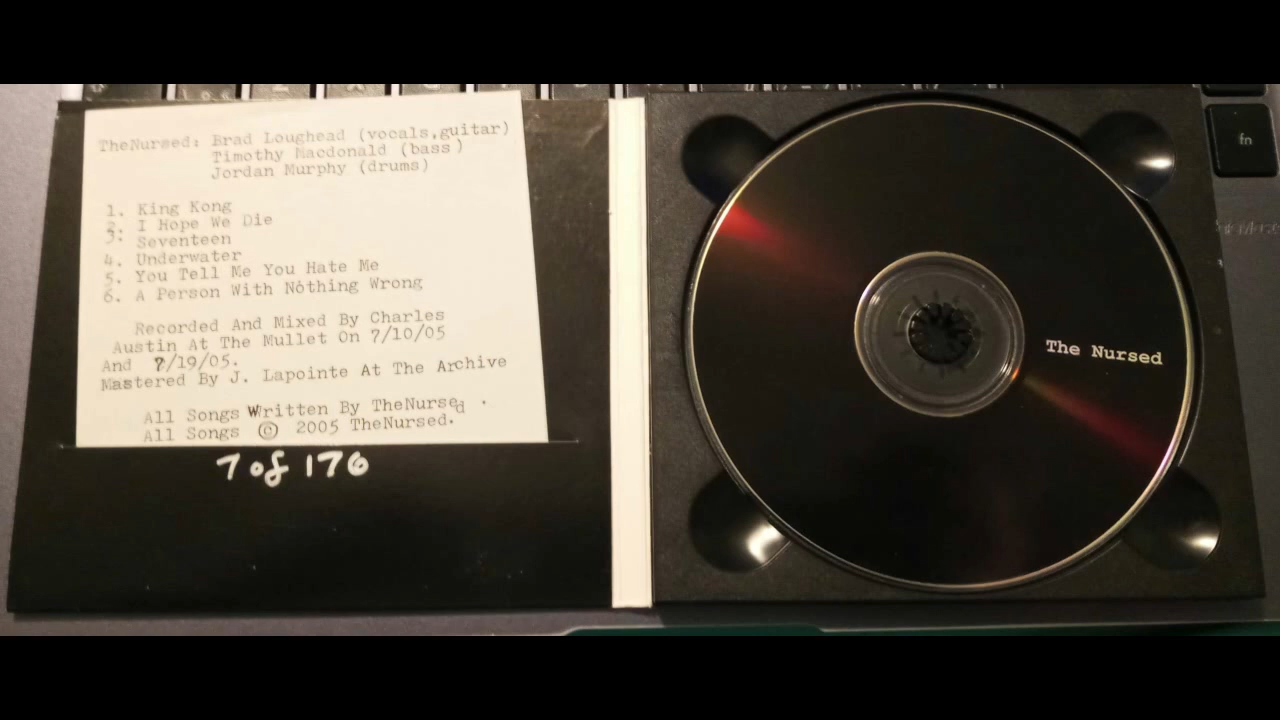 TheNursed: Brad Loughead (vocals,guitar)
Timothy Macdonald (bass)
Jordan Murphy (drums)
1. King Kong
2. I Hope We Die
3. Seventeen
4. Underwater
5. You Tell Me You Hate Me
6. A Person With Nothing Wrong
Recorded And Mixed By Charles
Austin At The Mullet On 7/10/05
And 7/19/05.
Mastered By J. Lapointe At The Archive
All Songs Written By TheNursed .
All Songs © 2005 TheNursed.
7 of 176
The Nursed
fn